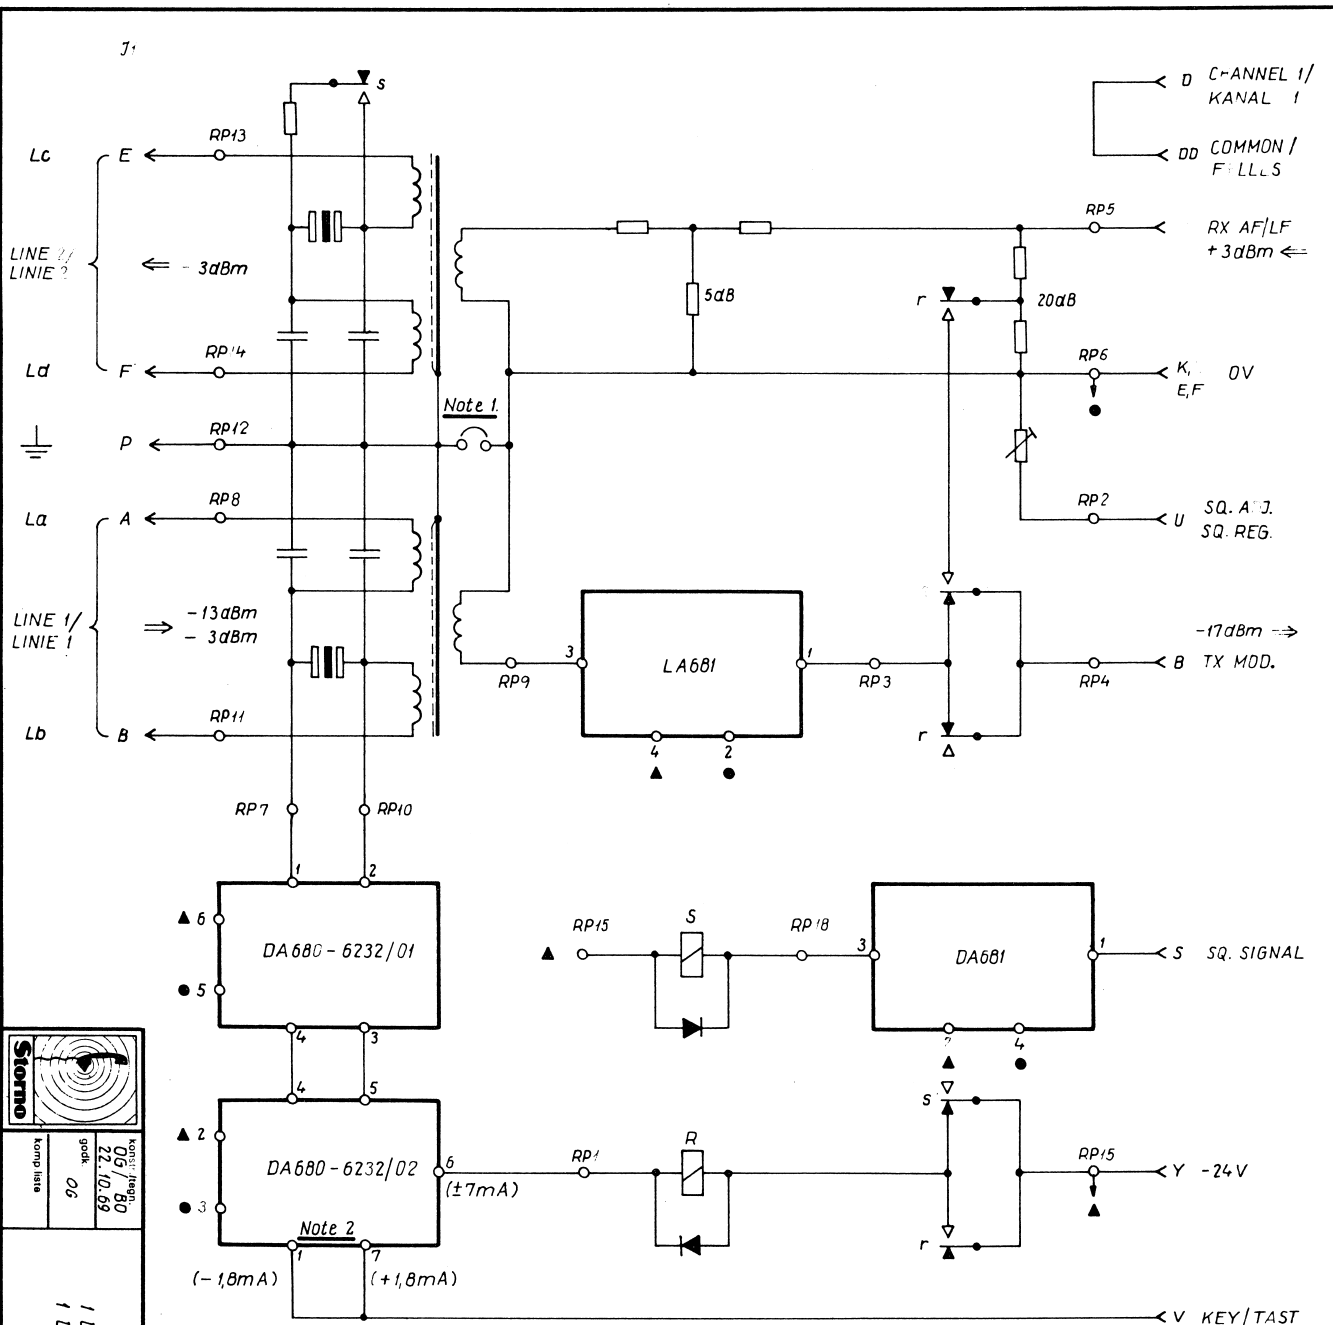 J1
s
D CHANNEL 1/
KANAL 1
DD COMMON /
RP13
Lc E
RP5
RX AF/LF
+3dBm
LINE
LINIE 2
- 3dBm
5dB
r
20dB
RP14
Ld F
RP6
K, 0V
E,F
Note 1.
RP12
P
RP8
La A
RP2
U SQ.
SQ. REG.
LINE 1/
LINIE 1
-13dBm
- 3dBm
-17dBm
3 LA681 1
RP9
RP3
RP4
B TX MOD.
RP11
Lb B
r
4 2
RP7 RP10
1 2
6
DA680-6232/01
5
4 3
RP15
S
RP18
3 DA681 1
S SQ. SIGNAL
4
4 5
s
2
DA680-6232/02
6
(±7mA)
RP1
R
RP15
Y -24V
3
Note 2
r
1 7
(-1,8mA) (+1,8mA)
V KEY/TAST
Storno
OG / BO
22.10.69
godk.
OG
komp liste